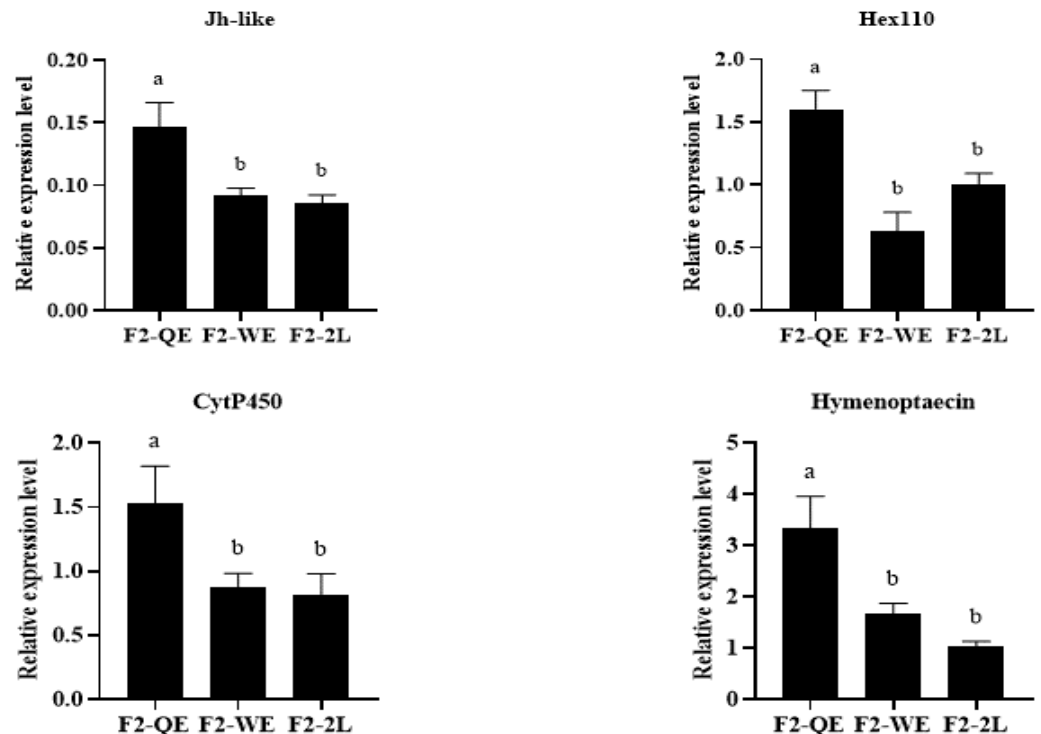 Jh-like
Relative expression level
0.20
0.15
0.10
0.05
0.00
a
b
b
F2-QE F2-WE F2-2L
Hex110
Relative expression level
2.0
1.5
1.0
0.5
0.0
a
b
b
F2-QE F2-WE F2-2L
CytP450
Relative expression level
2.0
1.5
1.0
0.5
0.0
a
b
b
F2-QE F2-WE F2-2L
Hymenoptaecin
Relative expression level
5
4
3
2
1
0
a
b
b
F2-QE F2-WE F2-2L